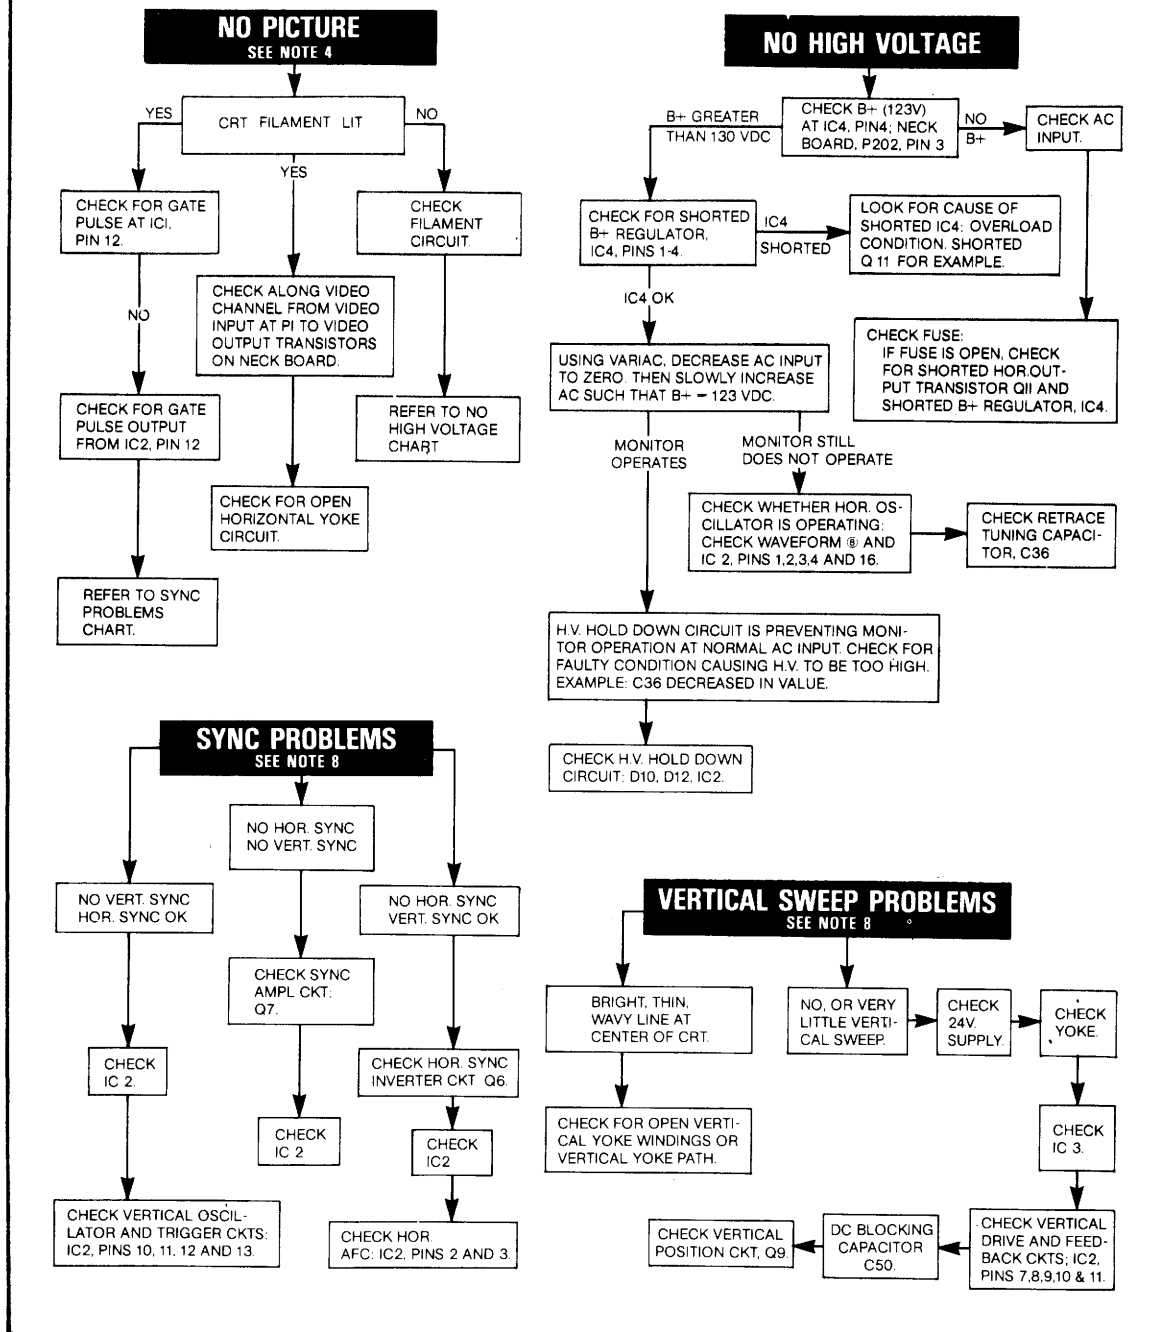 NO PICTURE
SEE NOTE 4
YES
CRT FILAMENT LIT
NO
YES
CHECK FOR GATE
PULSE AT IC1,
PIN 12.
CHECK
FILAMENT
CIRCUIT.
NO
CHECK ALONG VIDEO
CHANNEL FROM VIDEO
INPUT AT P1 TO VIDEO
OUTPUT TRANSISTORS
ON NECK BOARD.
CHECK FOR GATE
PULSE OUTPUT
FROM IC2, PIN 12
REFER TO NO
HIGH VOLTAGE
CHART
CHECK FOR OPEN
HORIZONTAL YOKE
CIRCUIT.
REFER TO SYNC
PROBLEMS
CHART.
NO HIGH VOLTAGE
B+ GREATER
THAN 130 VDC
CHECK B+ (123V)
AT IC4, PIN4; NECK
BOARD, P202, PIN 3
NO
B+
CHECK AC
INPUT.
CHECK FOR SHORTED
B+ REGULATOR,
IC4, PINS 1-4.
IC4
SHORTED
LOOK FOR CAUSE OF
SHORTED IC4: OVERLOAD
CONDITION. SHORTED
Q 11 FOR EXAMPLE.
IC4 OK
CHECK FUSE:
IF FUSE IS OPEN, CHECK
FOR SHORTED HOR.OUT-
PUT TRANSISTOR Q11 AND
SHORTED B+ REGULATOR, IC4.
USING VARIAC, DECREASE AC INPUT
TO ZERO. THEN SLOWLY INCREASE
AC SUCH THAT B+ = 123 VDC.
MONITOR
OPERATES
MONITOR STILL
DOES NOT OPERATE
CHECK WHETHER HOR. OS-
CILLATOR IS OPERATING:
CHECK WAVEFORM ⑥ AND
IC 2, PINS 1,2,3,4 AND 16.
CHECK RETRACE
TUNING CAPACI-
TOR, C36
H.V. HOLD DOWN CIRCUIT IS PREVENTING MONI-
TOR OPERATION AT NORMAL AC INPUT. CHECK FOR
FAULTY CONDITION CAUSING H.V. TO BE TOO HIGH.
EXAMPLE: C36 DECREASED IN VALUE.
CHECK H.V. HOLD DOWN
CIRCUIT: D10, D12, IC2.
SYNC PROBLEMS
SEE NOTE 8
NO HOR. SYNC
NO VERT. SYNC
NO VERT. SYNC
HOR. SYNC OK
NO HOR. SYNC
VERT. SYNC OK
CHECK SYNC
AMPL CKT:
Q7.
CHECK
IC 2.
CHECK HOR. SYNC
INVERTER CKT Q6.
CHECK
IC 2
CHECK
IC2
CHECK VERTICAL OSCIL-
LATOR AND TRIGGER CKTS:
IC2, PINS 10, 11, 12 AND 13.
CHECK HOR.
AFC: IC2, PINS 2 AND 3.
VERTICAL SWEEP PROBLEMS
SEE NOTE 8
BRIGHT, THIN,
WAVY LINE AT
CENTER OF CRT.
NO, OR VERY
LITTLE VERTI-
CAL SWEEP.
CHECK
24V.
SUPPLY.
CHECK
YOKE.
CHECK FOR OPEN VERTI-
CAL YOKE WINDINGS OR
VERTICAL YOKE PATH.
CHECK
IC 3.
CHECK VERTICAL
POSITION CKT, Q9.
DC BLOCKING
CAPACITOR
C50.
CHECK VERTICAL
DRIVE AND FEED-
BACK CKTS; IC2,
PINS 7,8,9,10 & 11.